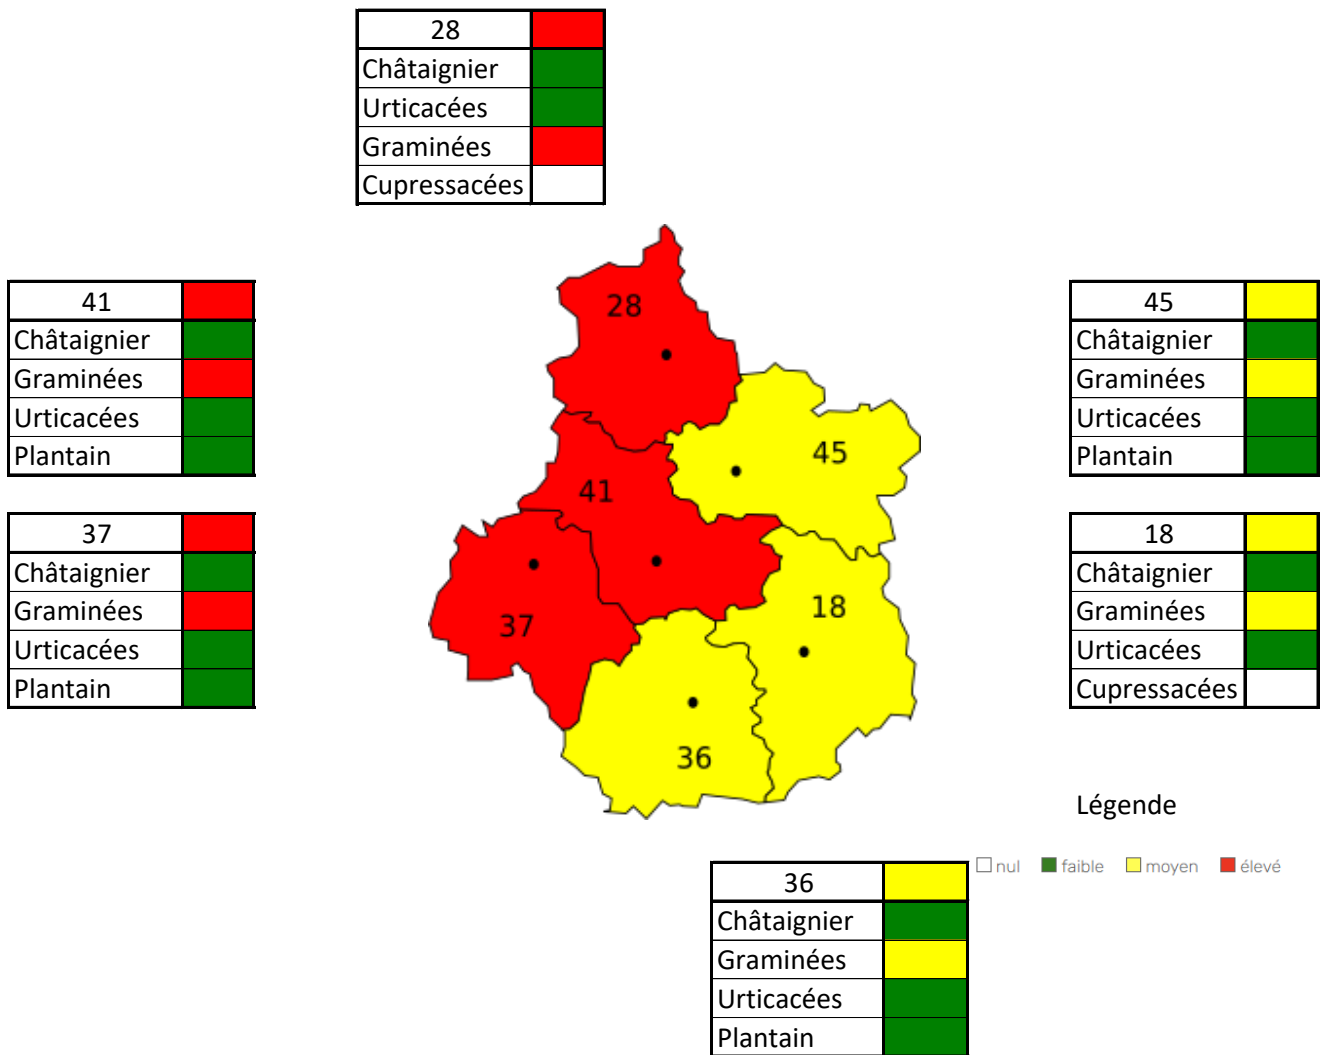 28
Châtaignier
Urticacées
Graminées
Cupressacées
41
Châtaignier
Graminées
Urticacées
Plantain
37
Châtaignier
Graminées
Urticacées
Plantain
28
45
41
37
18
36
45
Châtaignier
Graminées
Urticacées
Plantain
18
Châtaignier
Graminées
Urticacées
Cupressacées
Légende
nul faible moyen élevé
36
Châtaignier
Graminées
Urticacées
Plantain